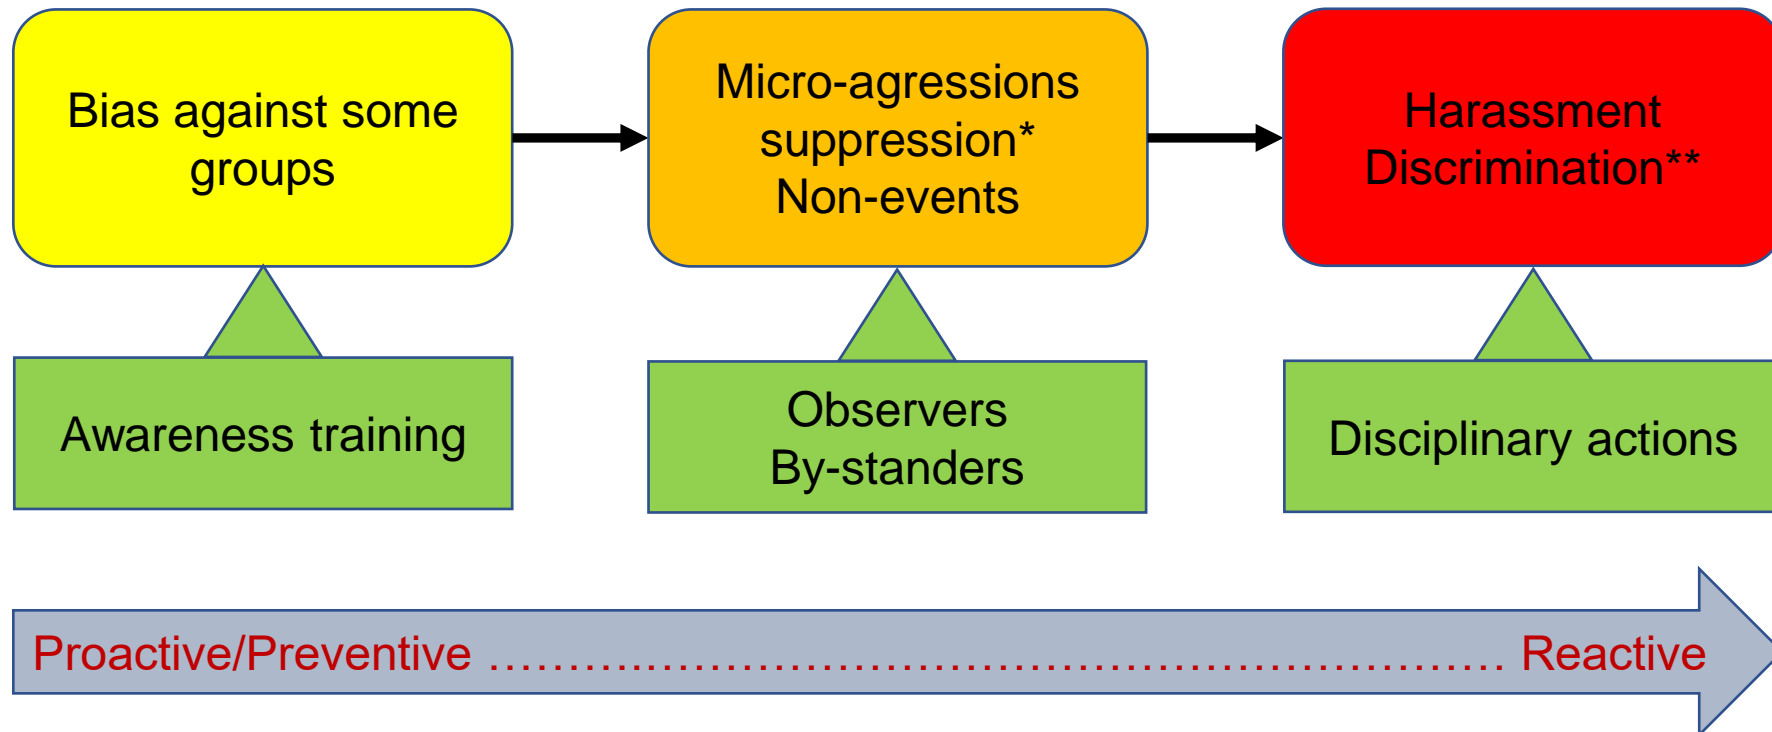 Bias against some
groups
Micro-agressions
suppression*
Non-events
Harassment
Discrimination**
Awareness training
Observers
By-standers
Disciplinary actions
Proactive/Preventive ……….…………………………………………… Reactive